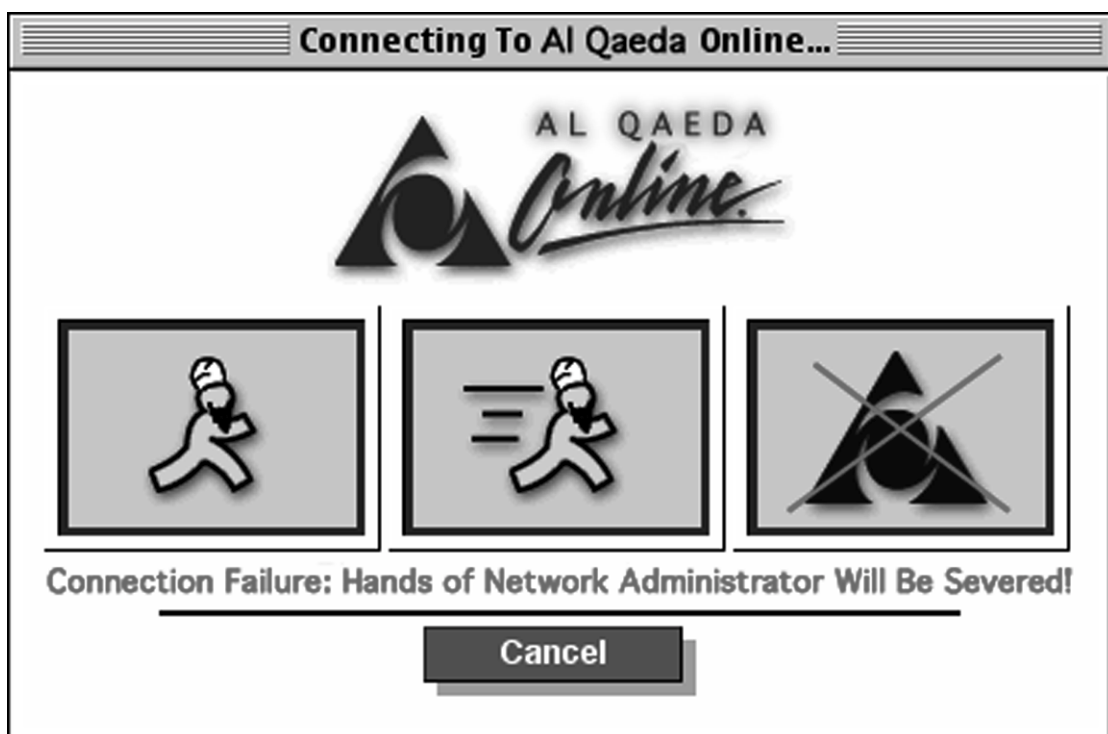 Connecting To Al Qaeda Online...
AL QAEDA
Online.
Connection Failure: Hands of Network Administrator Will Be Severed!
Cancel